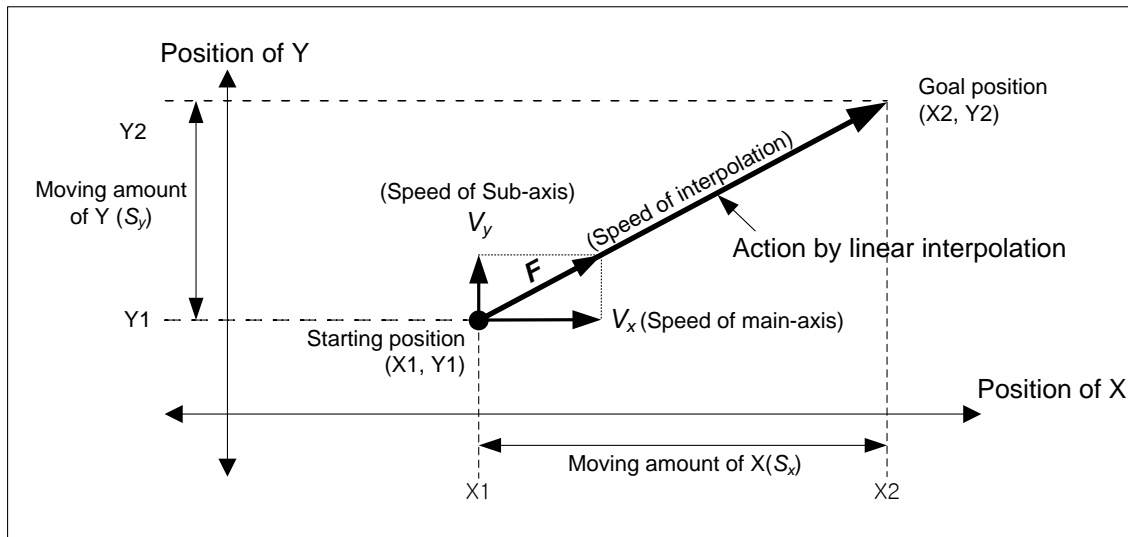 Position of Y
Goal position
(X2, Y2)
Y2
(Speed of interpolation)
Moving amount
of Y (Sy)
(Speed of Sub-axis)
Vy
Action by linear interpolation
F
Y1
Vx (Speed of main-axis)
Starting position
(X1, Y1)
Position of X
Moving amount of X(Sx)
X1
X2